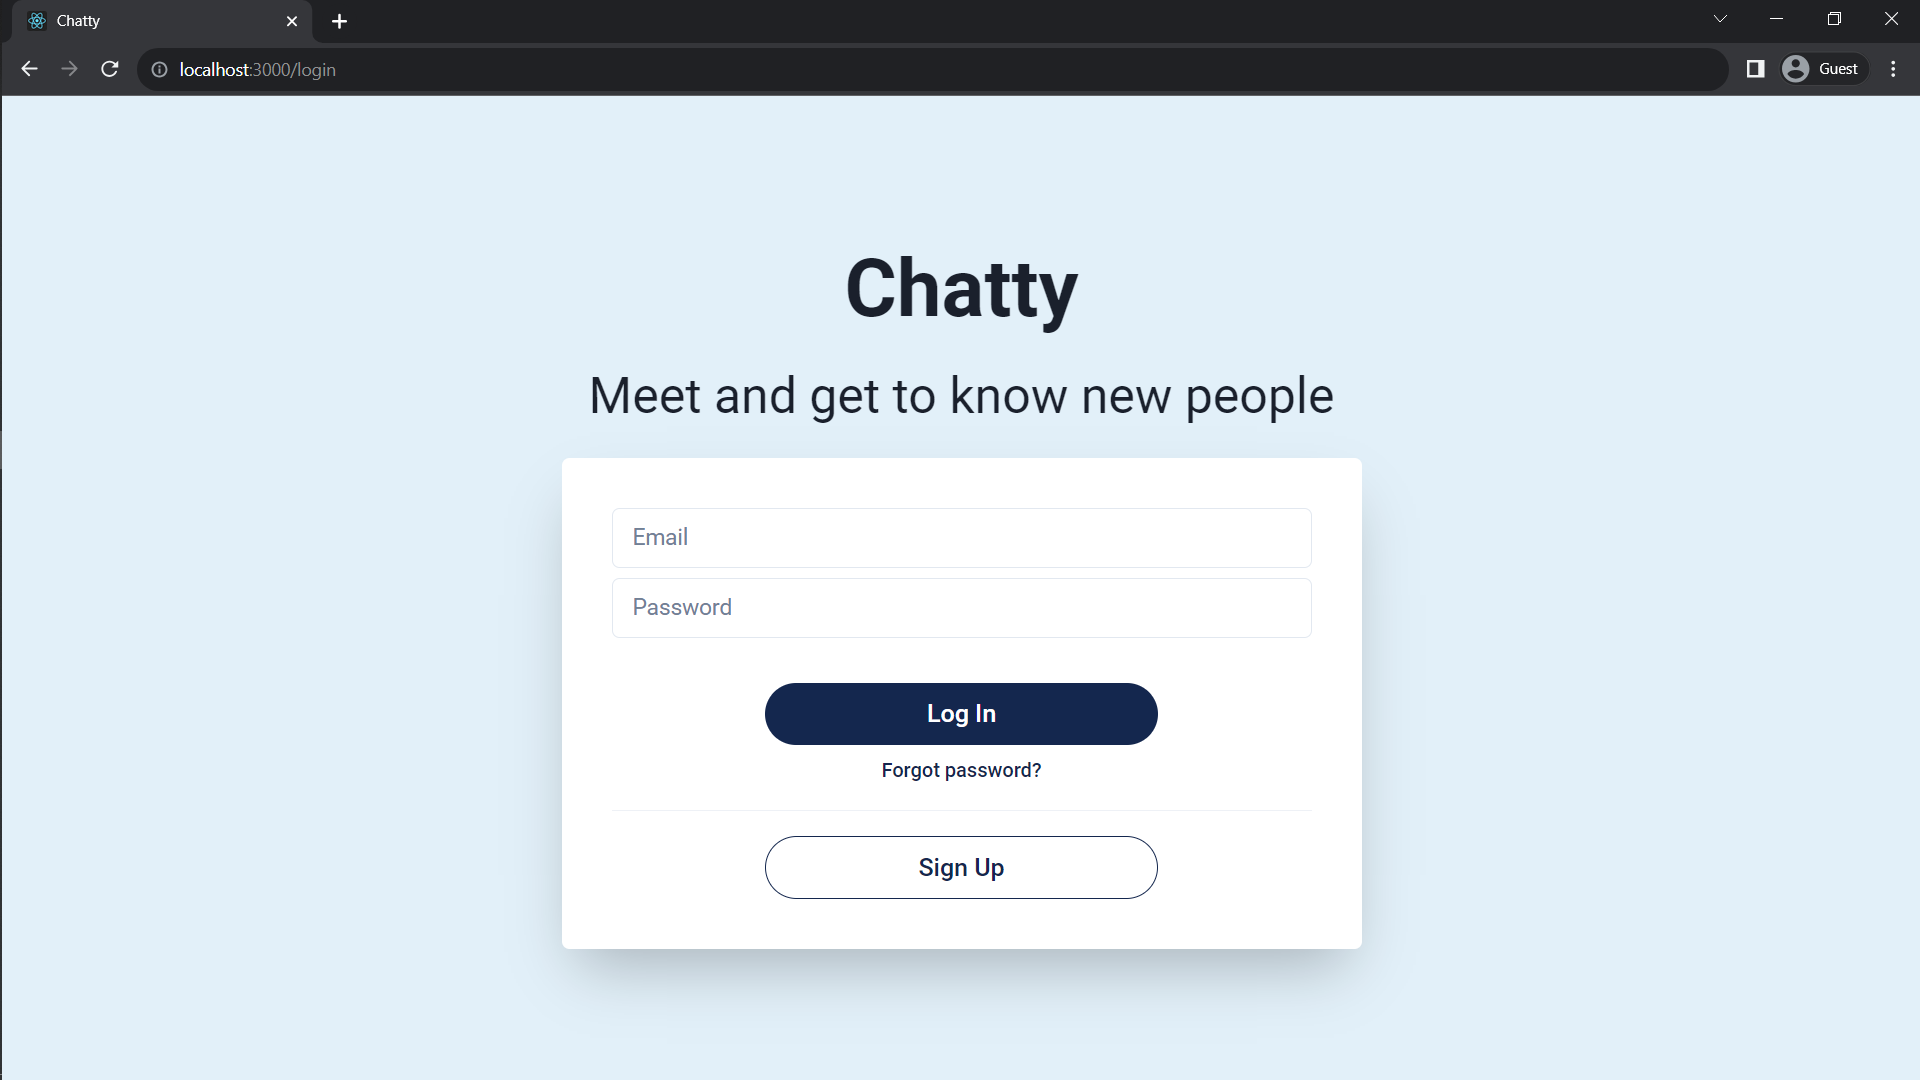 Chatty
localhost:3000/login
Guest
Chatty
Meet and get to know new people
Email
Password
Log In
Forgot password?
Sign Up